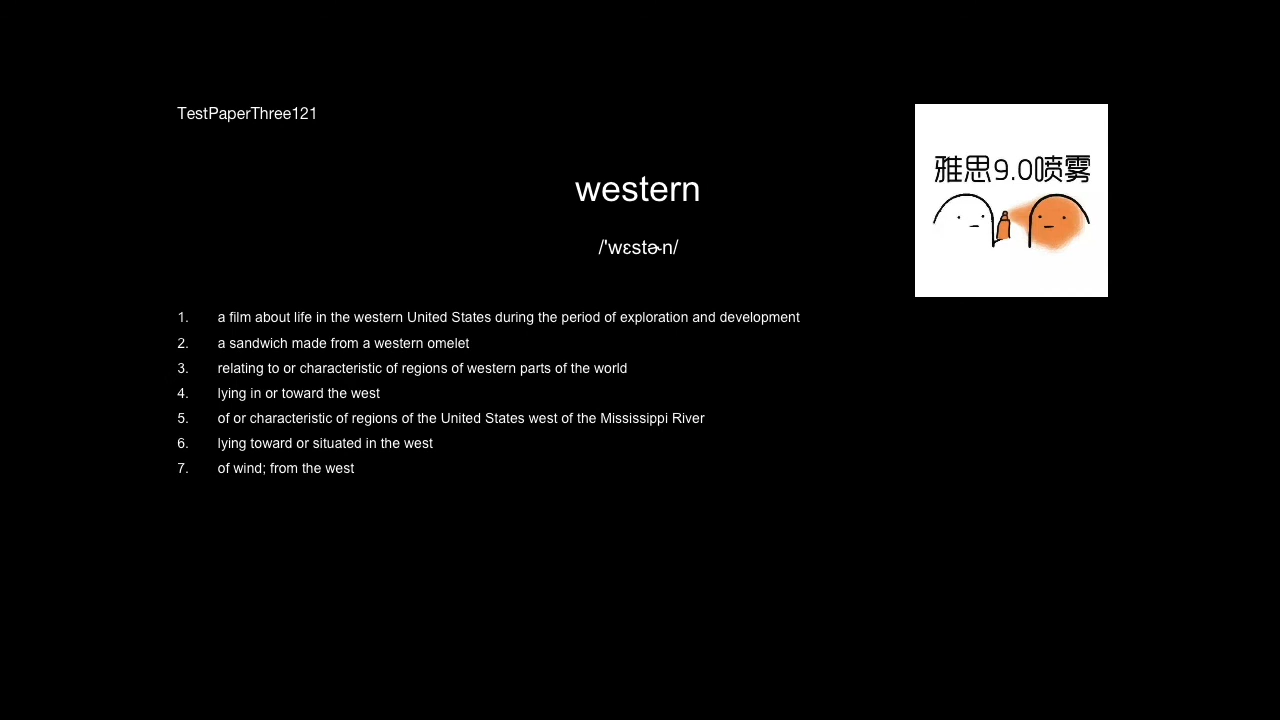 TestPaperThree121
雅思9.0喷雾
western
/'wɛstɚn/
1. a film about life in the western United States during the period of exploration and development
2. a sandwich made from a western omelet
3. relating to or characteristic of regions of western parts of the world
4. lying in or toward the west
5. of or characteristic of regions of the United States west of the Mississippi River
6. lying toward or situated in the west
7. of wind; from the west